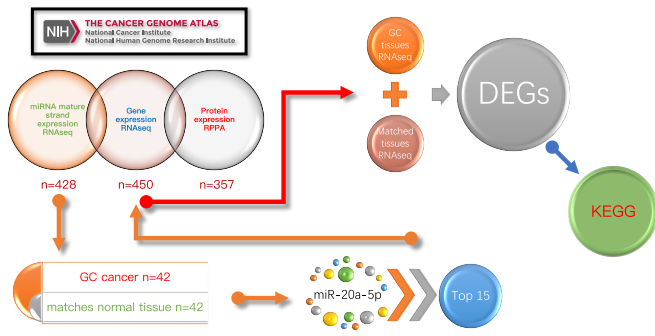 NIH
THE CANCER GENOME ATLAS
National Cancer Institute
National Human Genome Research Institute
miRNA mature
strand
expression
RNAseq
Gene
expression
RNAseq
Protein
expression
RPPA
n=428
n=450
n=357
GC
tissues
RNAseq
Matched
tissues
RNAseq
DEGs
KEGG
GC cancer n=42
matches normal tissue n=42
miR-20a-5p
Top 15